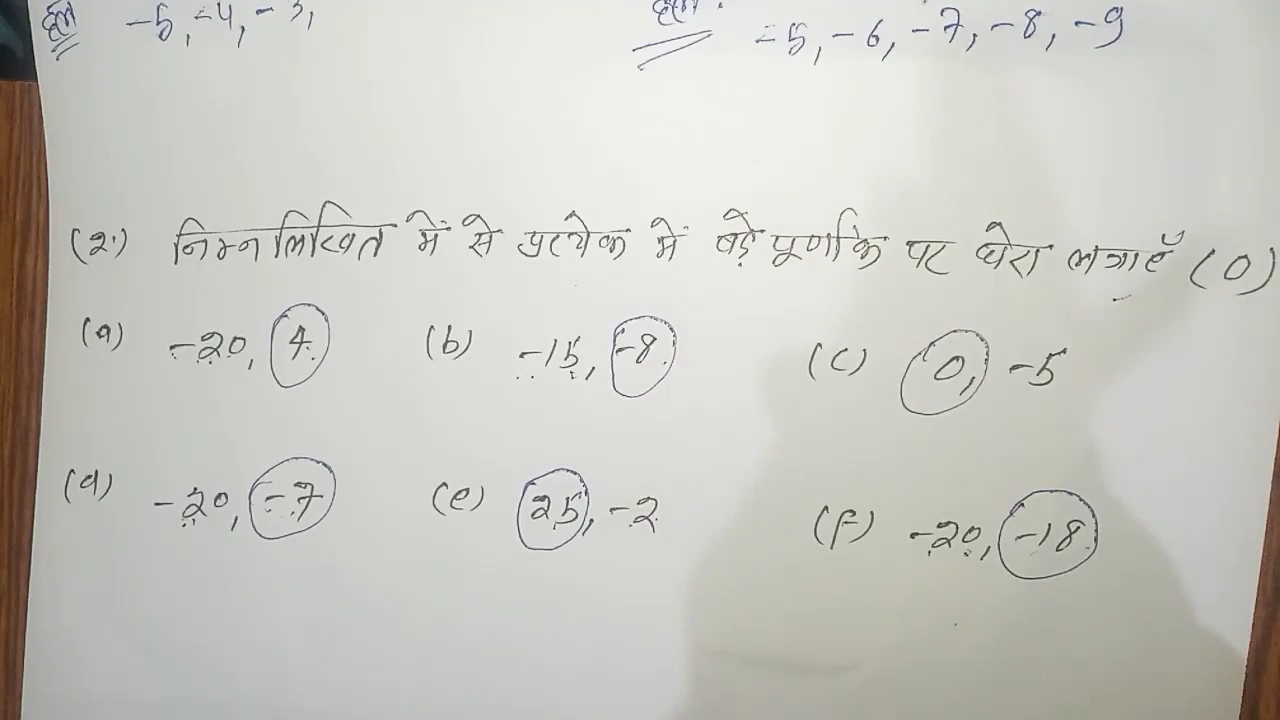 हल -5, -4, -3,
हल :
-5, -6, -7, -8, -9
(2.) निम्नलिखित में से प्रत्येक में बड़े पूर्णांक पर घेरा लगाएँ (0)
(a) -20, 4 (b) -15, -8 (c) 0, -5
(d) -20, -7 (e) 25, -2 (f) -20, -18